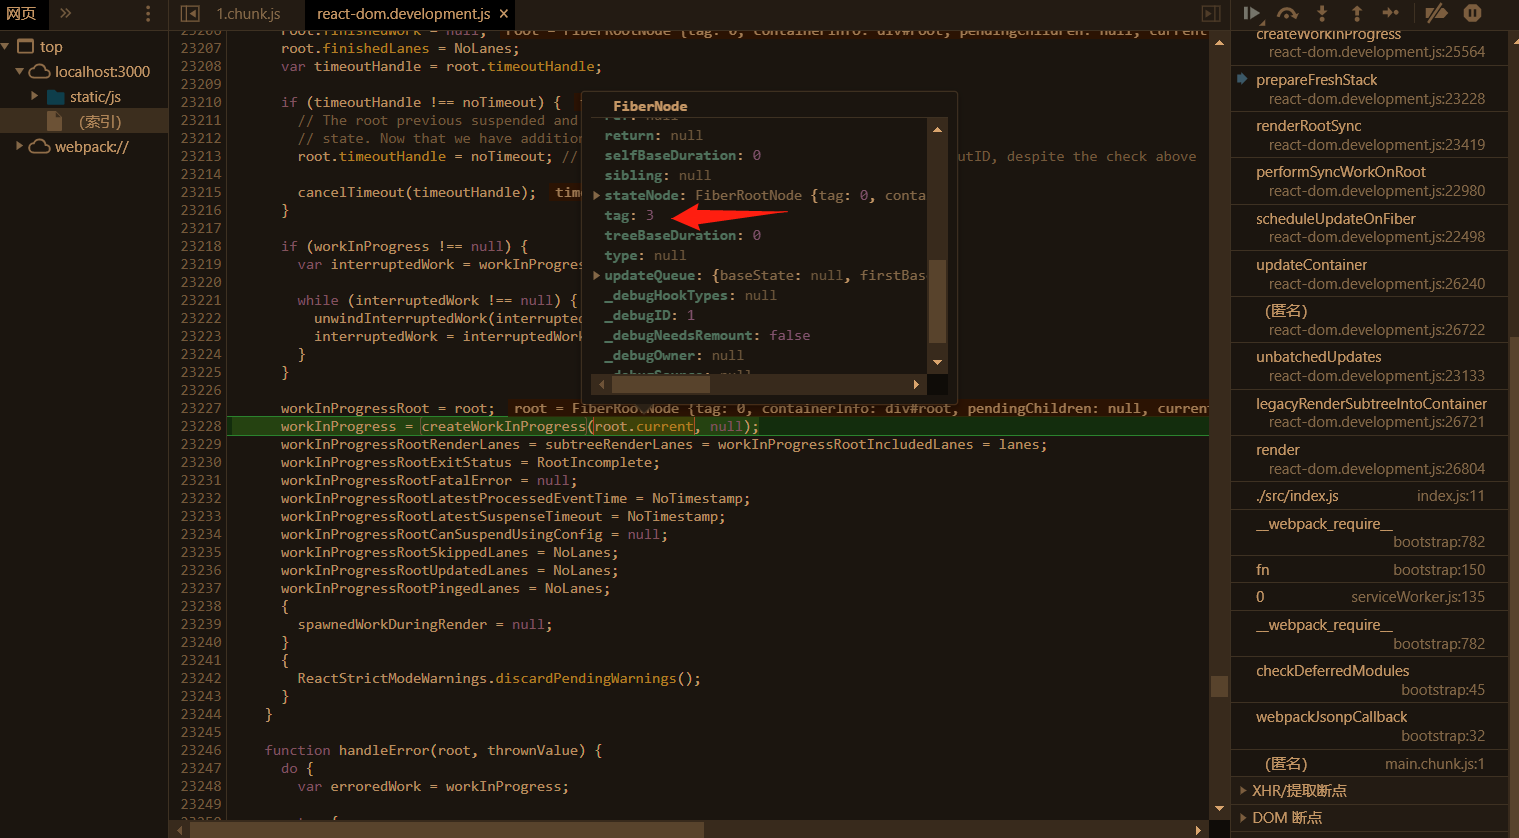 网页
1.chunk.js
react-dom.development.js ×
top
localhost:3000
static/js
(索引)
webpack://
23206 root.finishedWork = null; root = FiberRootNode {tag: 0, containerInfo: div#root, pendingChildren: null, current
23207 root.finishedLanes = NoLanes;
23208 var timeoutHandle = root.timeoutHandle;
23209
23210 if (timeoutHandle !== noTimeout) {
23211 // The root previous suspended and
23212 // state. Now that we have addition
23213 root.timeoutHandle = noTimeout; // utID, despite the check above
23214
23215 cancelTimeout(timeoutHandle); tim
23216 }
23217
23218 if (workInProgress !== null) {
23219 var interruptedWork = workInProgres
23220
23221 while (interruptedWork !== null) {
23222 unwindInterruptedWork(interrupted
23223 interruptedWork = interruptedWork
23224 }
23225 }
23226
23227 workInProgressRoot = root; root = FiberRootNode {tag: 0, containerInfo: div#root, pendingChildren: null, current
23228 workInProgress = createWorkInProgress(root.current, null);
23229 workInProgressRootRenderLanes = subtreeRenderLanes = workInProgressRootIncludedLanes = lanes;
23230 workInProgressRootExitStatus = RootIncomplete;
23231 workInProgressRootFatalError = null;
23232 workInProgressRootLatestProcessedEventTime = NoTimestamp;
23233 workInProgressRootLatestSuspenseTimeout = NoTimestamp;
23234 workInProgressRootCanSuspendUsingConfig = null;
23235 workInProgressRootSkippedLanes = NoLanes;
23236 workInProgressRootUpdatedLanes = NoLanes;
23237 workInProgressRootPingedLanes = NoLanes;
23238 {
23239 spawnedWorkDuringRender = null;
23240 }
23241 {
23242 ReactStrictModeWarnings.discardPendingWarnings();
23243 }
23244 }
23245
23246 function handleError(root, thrownValue) {
23247 do {
23248 var erroredWork = workInProgress;
23249
FiberNode
ref: null
return: null
selfBaseDuration: 0
sibling: null
stateNode: FiberRootNode {tag: 0, conta
tag: 3
treeBaseDuration: 0
type: null
updateQueue: {baseState: null, firstBas
_debugHookTypes: null
_debugID: 1
_debugNeedsRemount: false
_debugOwner: null
_debugSource: null
createWorkInProgress
react-dom.development.js:25564
prepareFreshStack
react-dom.development.js:23228
renderRootSync
react-dom.development.js:23419
performSyncWorkOnRoot
react-dom.development.js:22980
scheduleUpdateOnFiber
react-dom.development.js:22498
updateContainer
react-dom.development.js:26240
(匿名)
react-dom.development.js:26722
unbatchedUpdates
react-dom.development.js:23133
legacyRenderSubtreeIntoContainer
react-dom.development.js:26721
render
react-dom.development.js:26804
./src/index.js index.js:11
__webpack_require__
bootstrap:782
fn bootstrap:150
0 serviceWorker.js:135
__webpack_require__
bootstrap:782
checkDeferredModules
bootstrap:45
webpackJsonpCallback
bootstrap:32
(匿名) main.chunk.js:1
XHR/提取断点
DOM 断点